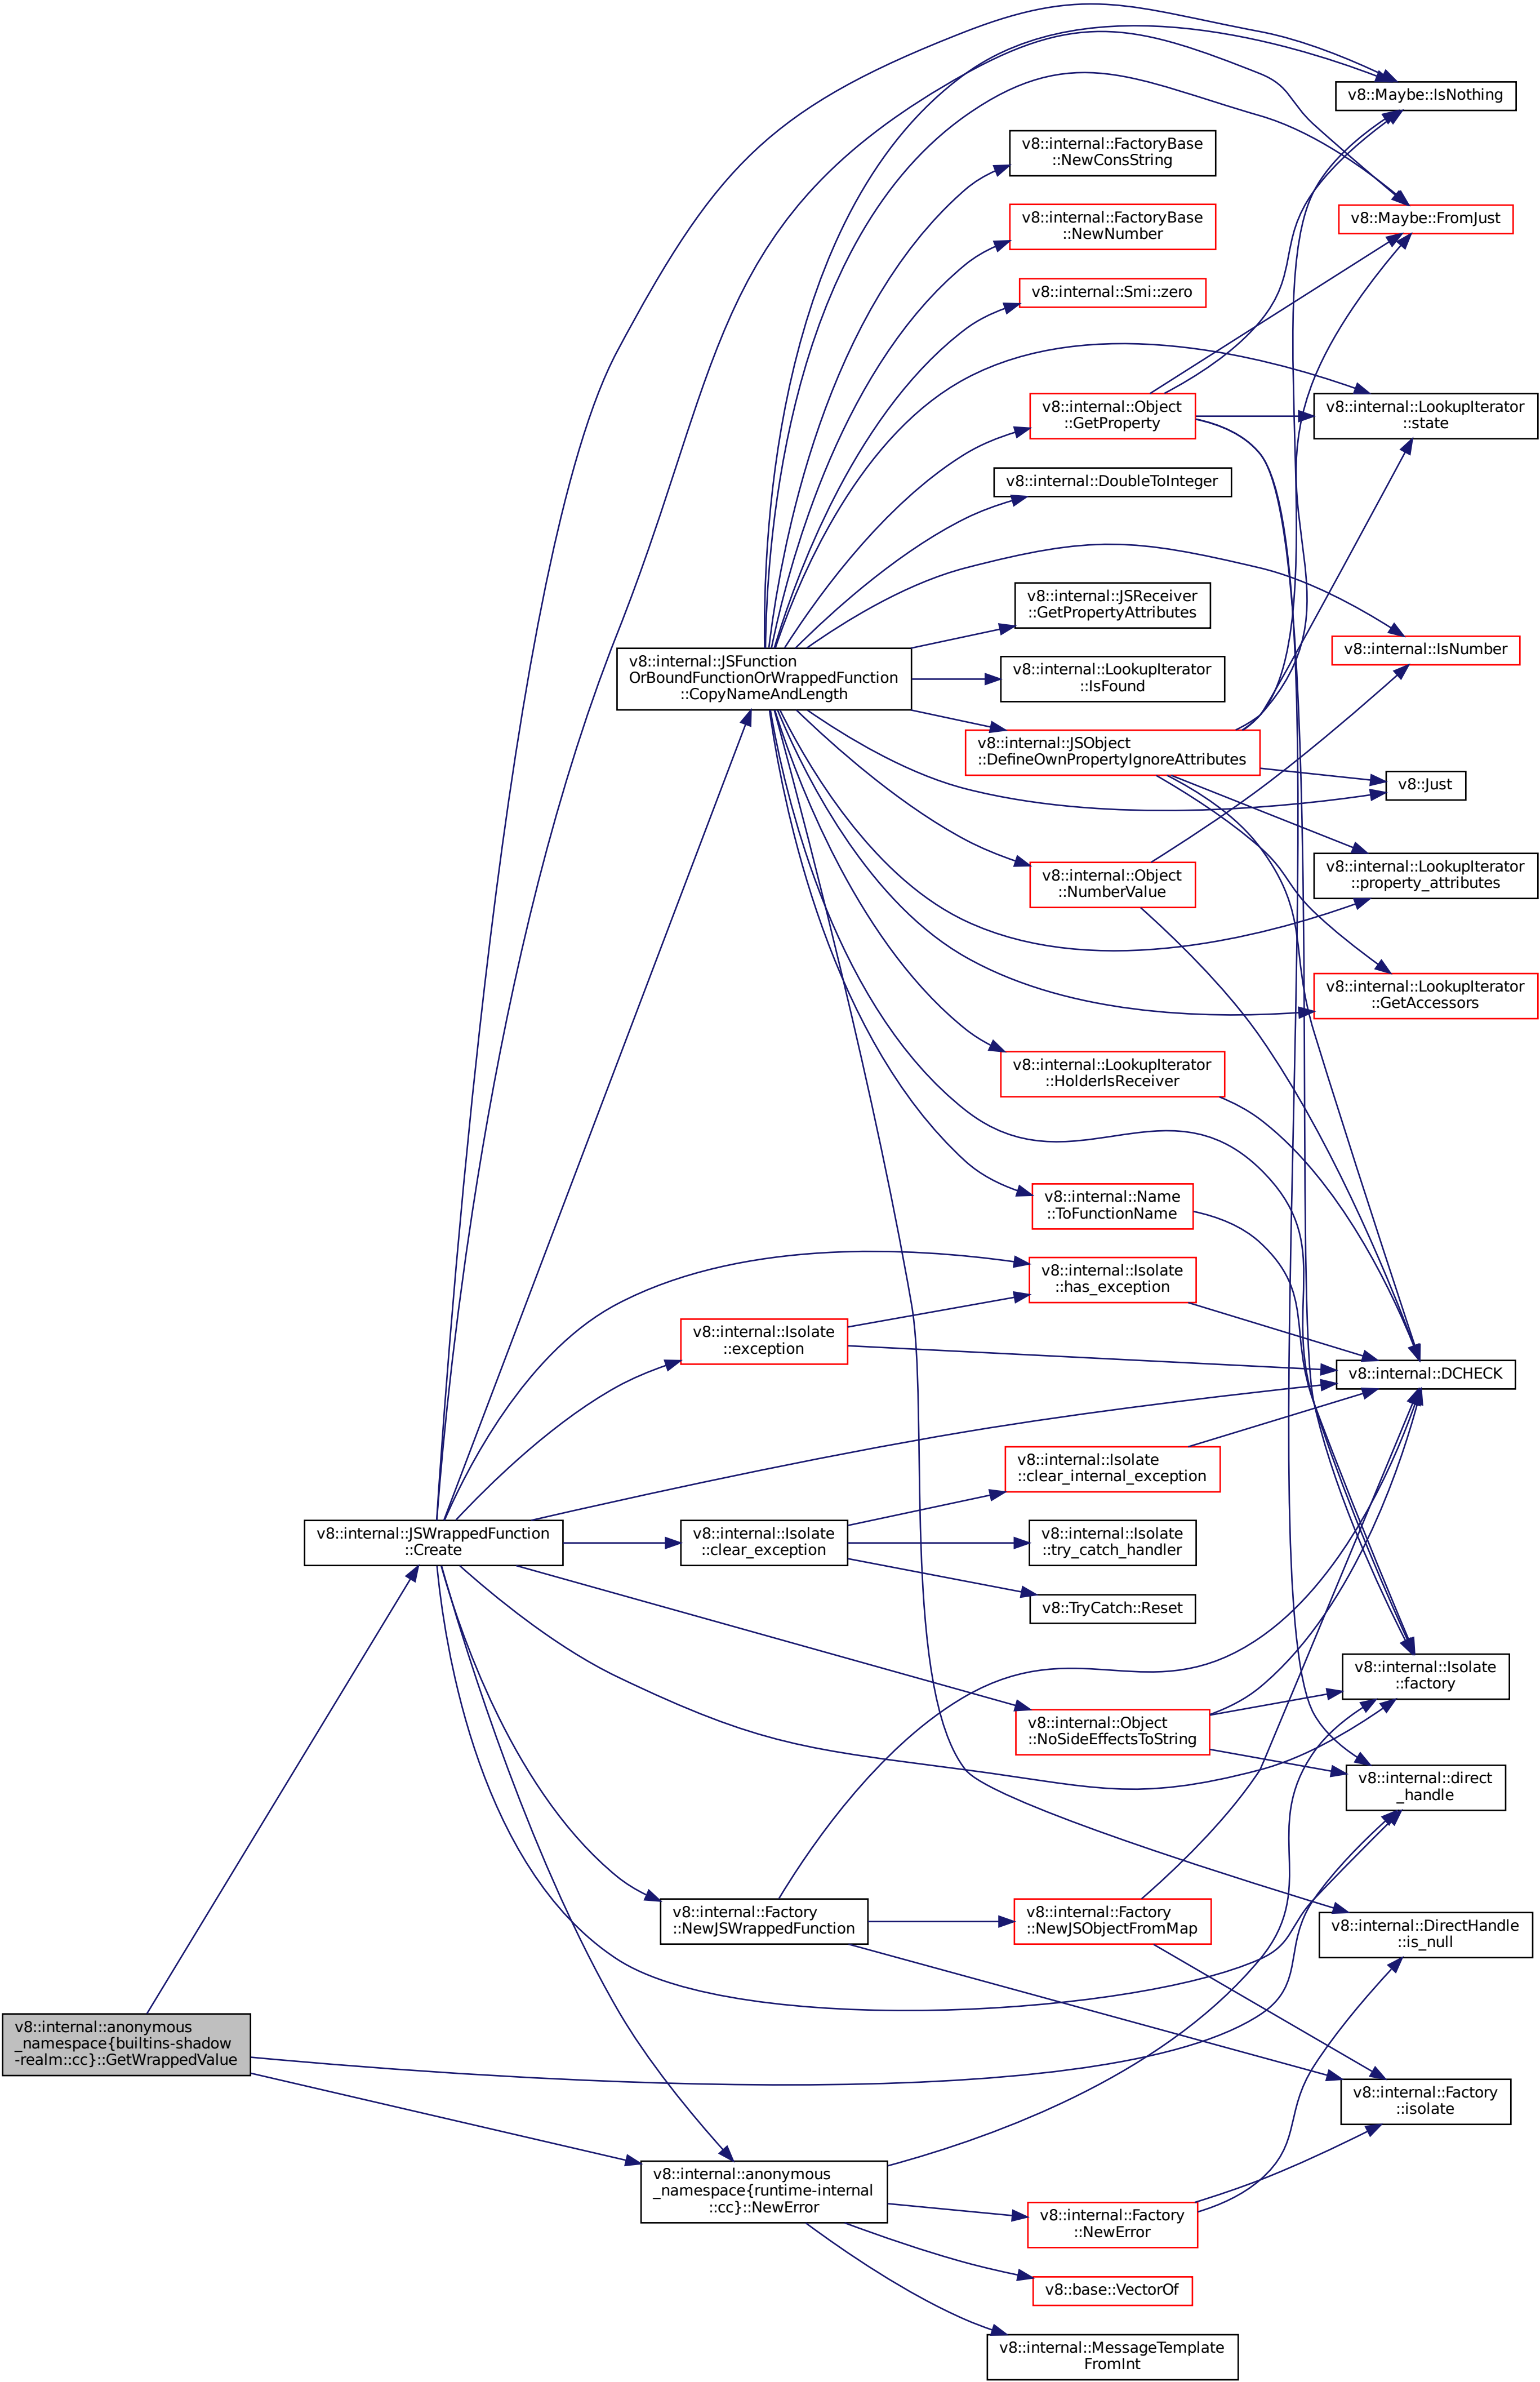 v8::Maybe::IsNothing
v8::internal::FactoryBase
::NewConsString
v8::internal::FactoryBase
::NewNumber
v8::Maybe::FromJust
v8::internal::Smi::zero
v8::internal::Object
::GetProperty
v8::internal::LookupIterator
::state
v8::internal::DoubleToInteger
v8::internal::JSReceiver
::GetPropertyAttributes
v8::internal::IsNumber
v8::internal::JSFunction
OrBoundFunctionOrWrappedFunction
::CopyNameAndLength
v8::internal::LookupIterator
::IsFound
v8::internal::JSObject
::DefineOwnPropertyIgnoreAttributes
v8::Just
v8::internal::Object
::NumberValue
v8::internal::LookupIterator
::property_attributes
v8::internal::LookupIterator
::GetAccessors
v8::internal::LookupIterator
::HolderIsReceiver
v8::internal::Name
::ToFunctionName
v8::internal::Isolate
::has_exception
v8::internal::Isolate
::exception
v8::internal::DCHECK
v8::internal::Isolate
::clear_internal_exception
v8::internal::JSWrappedFunction
::Create
v8::internal::Isolate
::clear_exception
v8::internal::Isolate
::try_catch_handler
v8::TryCatch::Reset
v8::internal::Isolate
::factory
v8::internal::Object
::NoSideEffectsToString
v8::internal::direct
_handle
v8::internal::Factory
::NewJSWrappedFunction
v8::internal::Factory
::NewJSObjectFromMap
v8::internal::DirectHandle
::is_null
v8::internal::anonymous
_namespace{builtins-shadow
-realm::cc}::GetWrappedValue
v8::internal::Factory
::isolate
v8::internal::anonymous
_namespace{runtime-internal
::cc}::NewError
v8::internal::Factory
::NewError
v8::base::VectorOf
v8::internal::MessageTemplate
FromInt